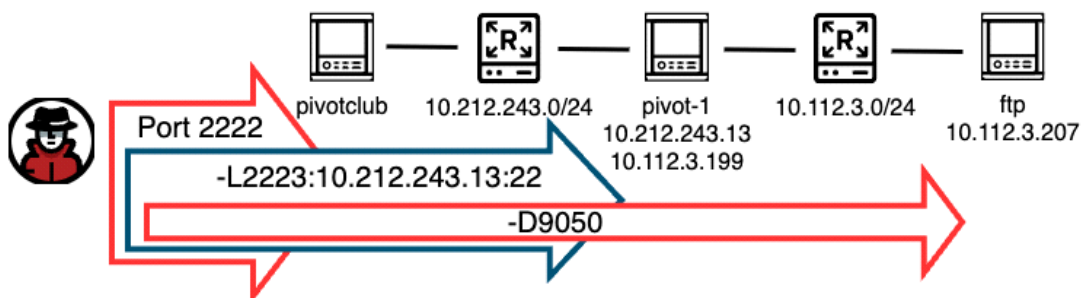 R
R
pivotclub
10.212.243.0/24
pivot-1
10.112.3.0/24
ftp
10.212.243.13
10.112.3.207
10.112.3.199
Port 2222
-L2223:10.212.243.13:22
-D9050